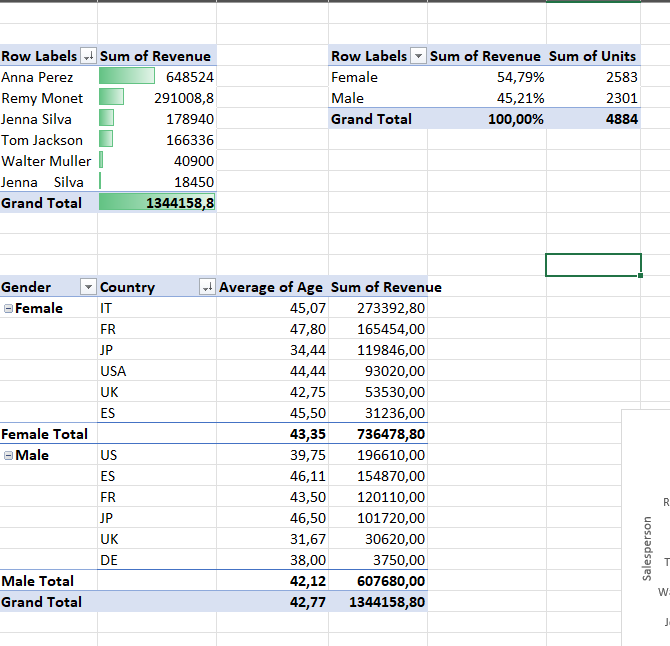 Row Labels Sum of Revenue
Anna Perez 648524
Remy Monet 291008,8
Jenna Silva 178940
Tom Jackson 166336
Walter Muller 40900
Jenna    Silva 18450
Grand Total 1344158,8
Row Labels Sum of Revenue Sum of Units
Female 54,79% 2583
Male 45,21% 2301
Grand Total 100,00% 4884
Gender Country Average of Age Sum of Revenue
Female IT 45,07 273392,80
FR 47,80 165454,00
JP 34,44 119846,00
USA 44,44 93020,00
UK 42,75 53530,00
ES 45,50 31236,00
Female Total 43,35 736478,80
Male US 39,75 196610,00
ES 46,11 154870,00
FR 43,50 120110,00
JP 46,50 101720,00
UK 31,67 30620,00
DE 38,00 3750,00
Male Total 42,12 607680,00
Grand Total 42,77 1344158,80
Salesperson